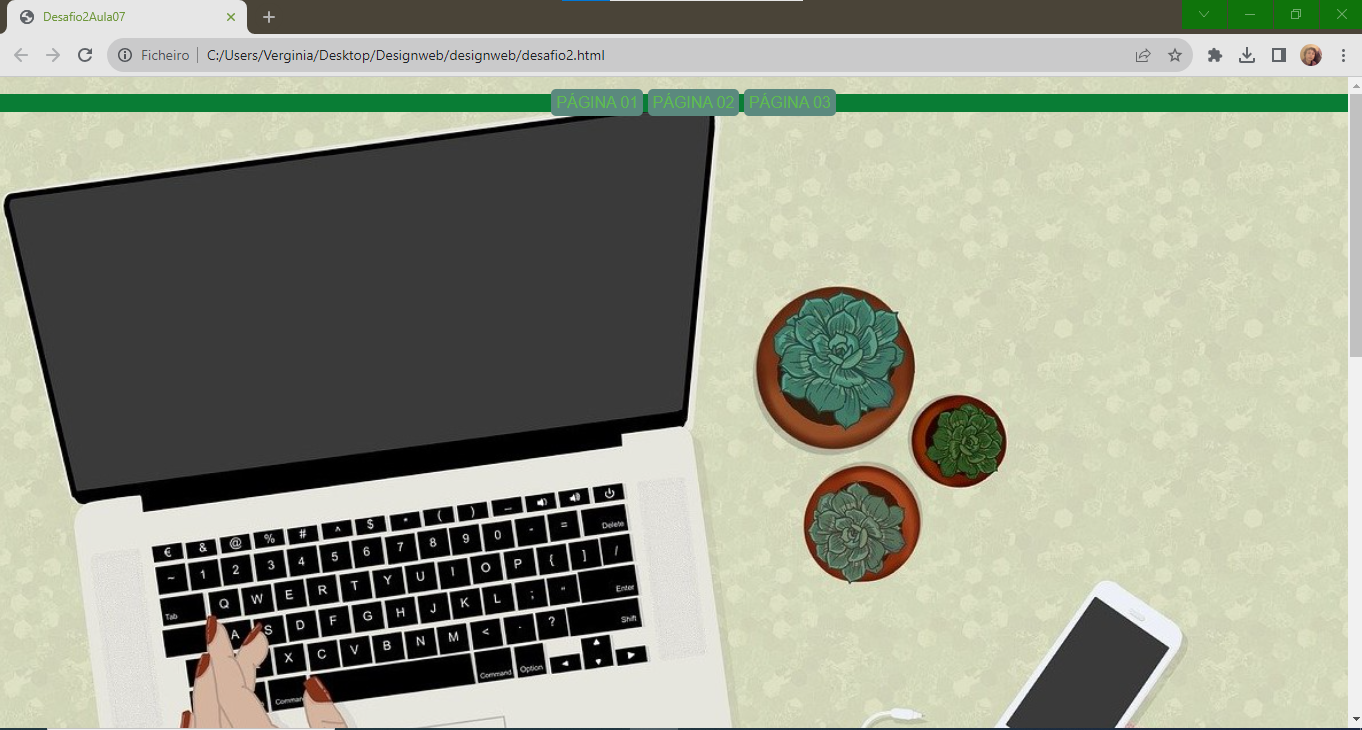 Desafio2Aula07
Ficheiro C:/Users/Verginia/Desktop/Designweb/designweb/desafio2.html
PÁGINA 01 PÁGINA 02 PÁGINA 03
€ & @ % # ^ $ * ( ) _
~ 1 2 3 4 5 6 7 8 9 0 - = Delete
Tab Q W E R T Y U I O P { ] /
A S D F G H J K L ; " Enter
X C V B N M < . ? Shift
Command Command Option